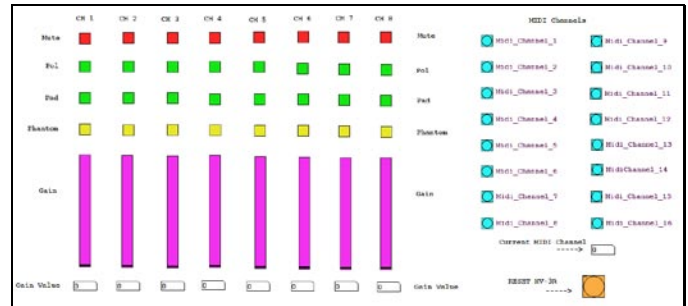 CH 1 CH 2 CH 3 CH 4 CH 5 CH 6 CH 7 CH 8
Mute Mute
Pol Pol
Pad Pad
Phantom Phantom
Gain Gain
Gain Value 0 0 0 0 0 0 0 0 Gain Value
MIDI Channels
Midi_Channel_1 Midi_Channel_9
Midi_Channel_2 Midi_Channel_10
Midi_Channel_3 Midi_Channel_11
Midi_Channel_4 Midi_Channel_12
Midi_Channel_5 Midi_Channel_13
Midi_Channel_6 MidiChannel_14
Midi_Channel_7 Midi_Channel_15
Midi_Channel_8 Midi_Channel_16
Current MIDI Channel
-----> 0
RESET MV-3R
----->